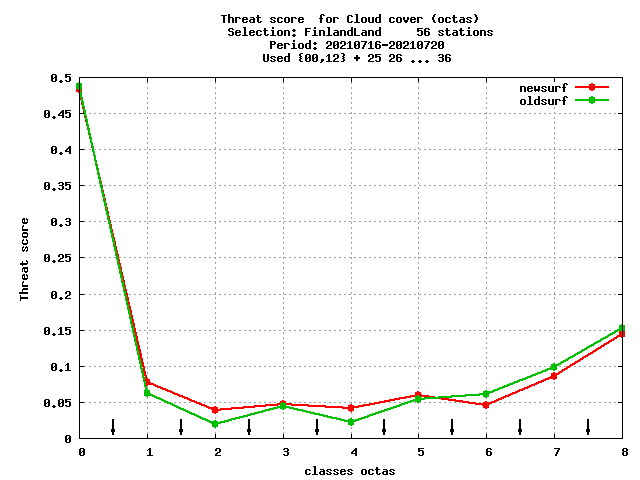 Threat score  for Cloud cover (octas)
Selection: FinlandLand     56 stations
Period: 20210716-20210720
Used {00,12} + 25 26 ... 36
newsurf
oldsurf
0.5
0.45
0.4
0.35
0.3
0.25
0.2
0.15
0.1
0.05
0
Threat score
0 1 2 3 4 5 6 7 8
classes octas